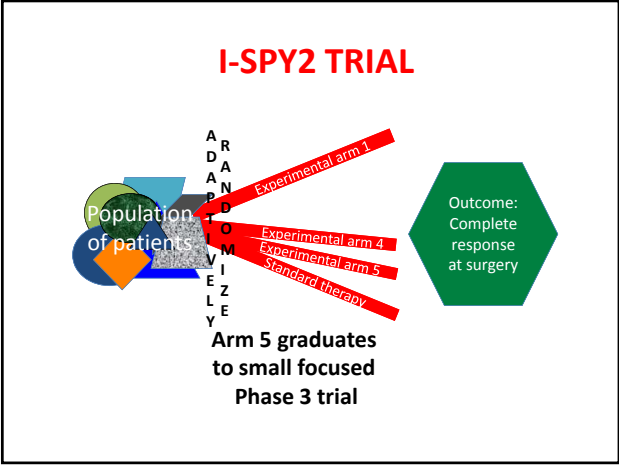 I-SPY2 TRIAL
Population
of patients
ADAPTIVELY
RANDOMIZE
Experimental arm 1
Experimental arm 4
Experimental arm 5
Standard therapy
Outcome:
Complete
response
at surgery
Arm 5 graduates
to small focused
Phase 3 trial